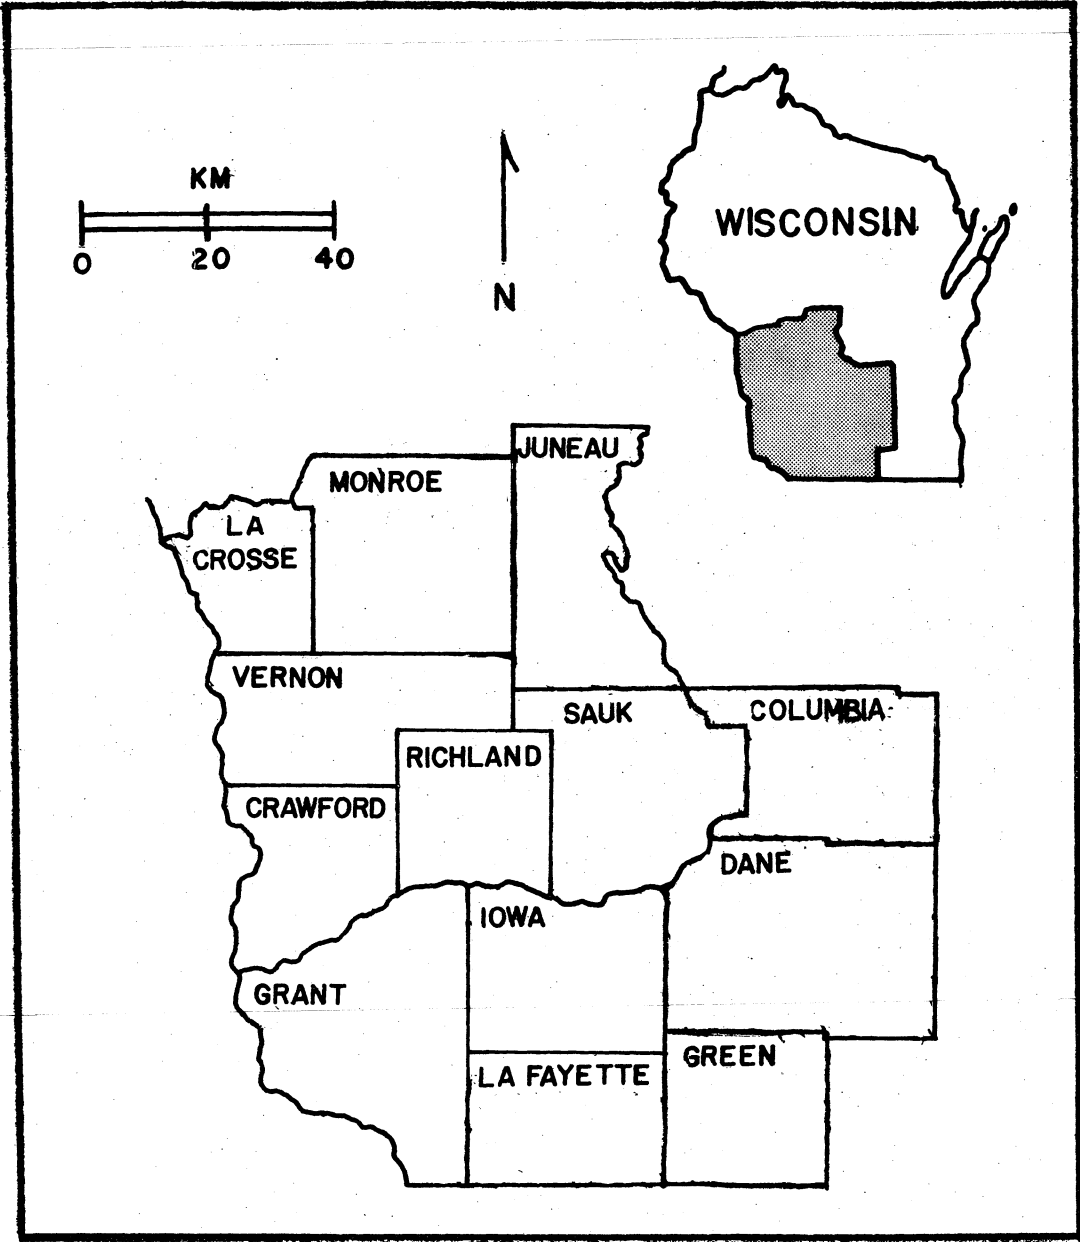 KM
0 20 40
N
WISCONSIN
JUNEAU
MONROE
LA
CROSSE
VERNON
SAUK
COLUMBIA
RICHLAND
CRAWFORD
DANE
IOWA
GRANT
GREEN
LA FAYETTE